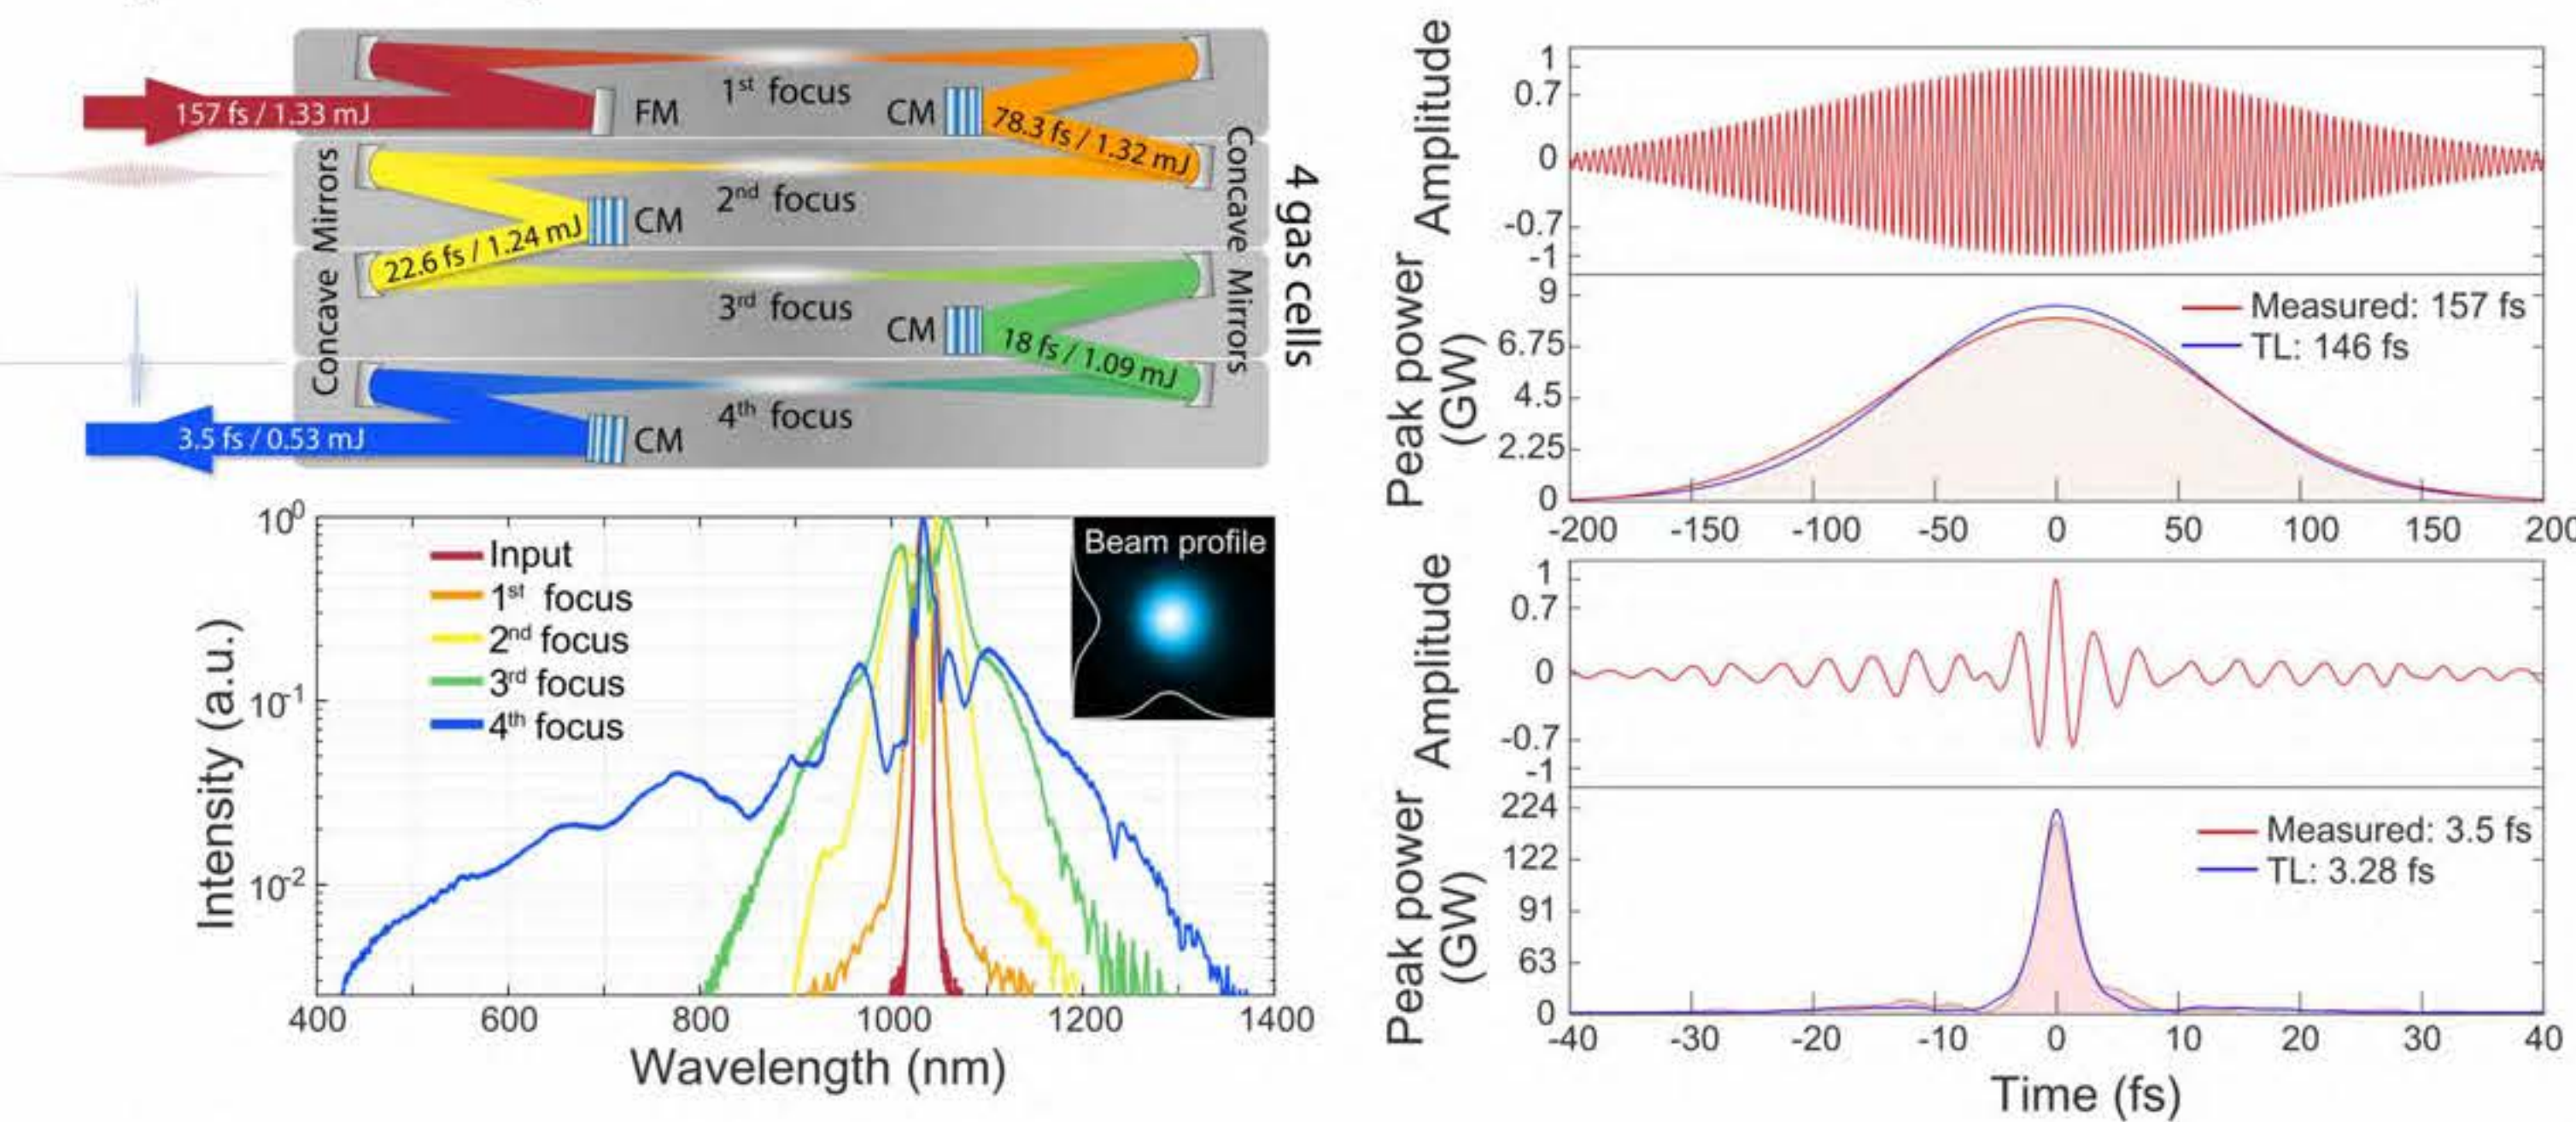 157 fs / 1.33 mJ
FM
1st focus
CM
78.3 fs / 1.32 mJ
2nd focus
CM
22.6 fs / 1.24 mJ
3rd focus
CM
18 fs / 1.09 mJ
4th focus
CM
3.5 fs / 0.53 mJ
Concave Mirrors
Concave Mirrors
4 gas cells
Intensity (a.u.)
10^0
10^-1
10^-2
Input
1st focus
2nd focus
3rd focus
4th focus
Beam profile
400 600 800 1000 1200 1400
Wavelength (nm)
Amplitude
1
0.7
0
-0.7
-1
Peak power
(GW)
9
6.75
4.5
2.25
0
Measured: 157 fs
TL: 146 fs
-200 -150 -100 -50 0 50 100 150 200
Amplitude
1
0.7
0
-0.7
-1
Peak power
(GW)
224
122
91
63
0
Measured: 3.5 fs
TL: 3.28 fs
-40 -30 -20 -10 0 10 20 30 40
Time (fs)